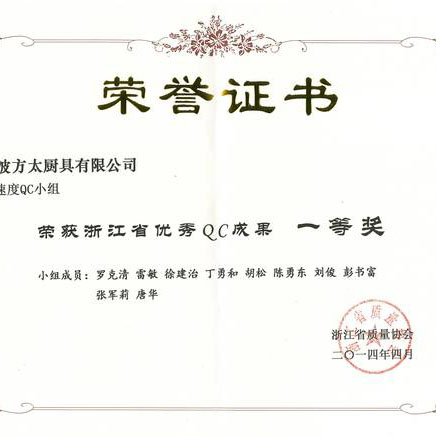 荣誉证书
波方太厨具有限公司
速度QC小组
荣获浙江省优秀QC成果 一等奖
小组成员：罗克清 雷敏 徐建治 丁勇和 胡松 陈勇东 刘俊 彭书富
张军莉 唐华
浙江省质量协会
二〇一四年四月